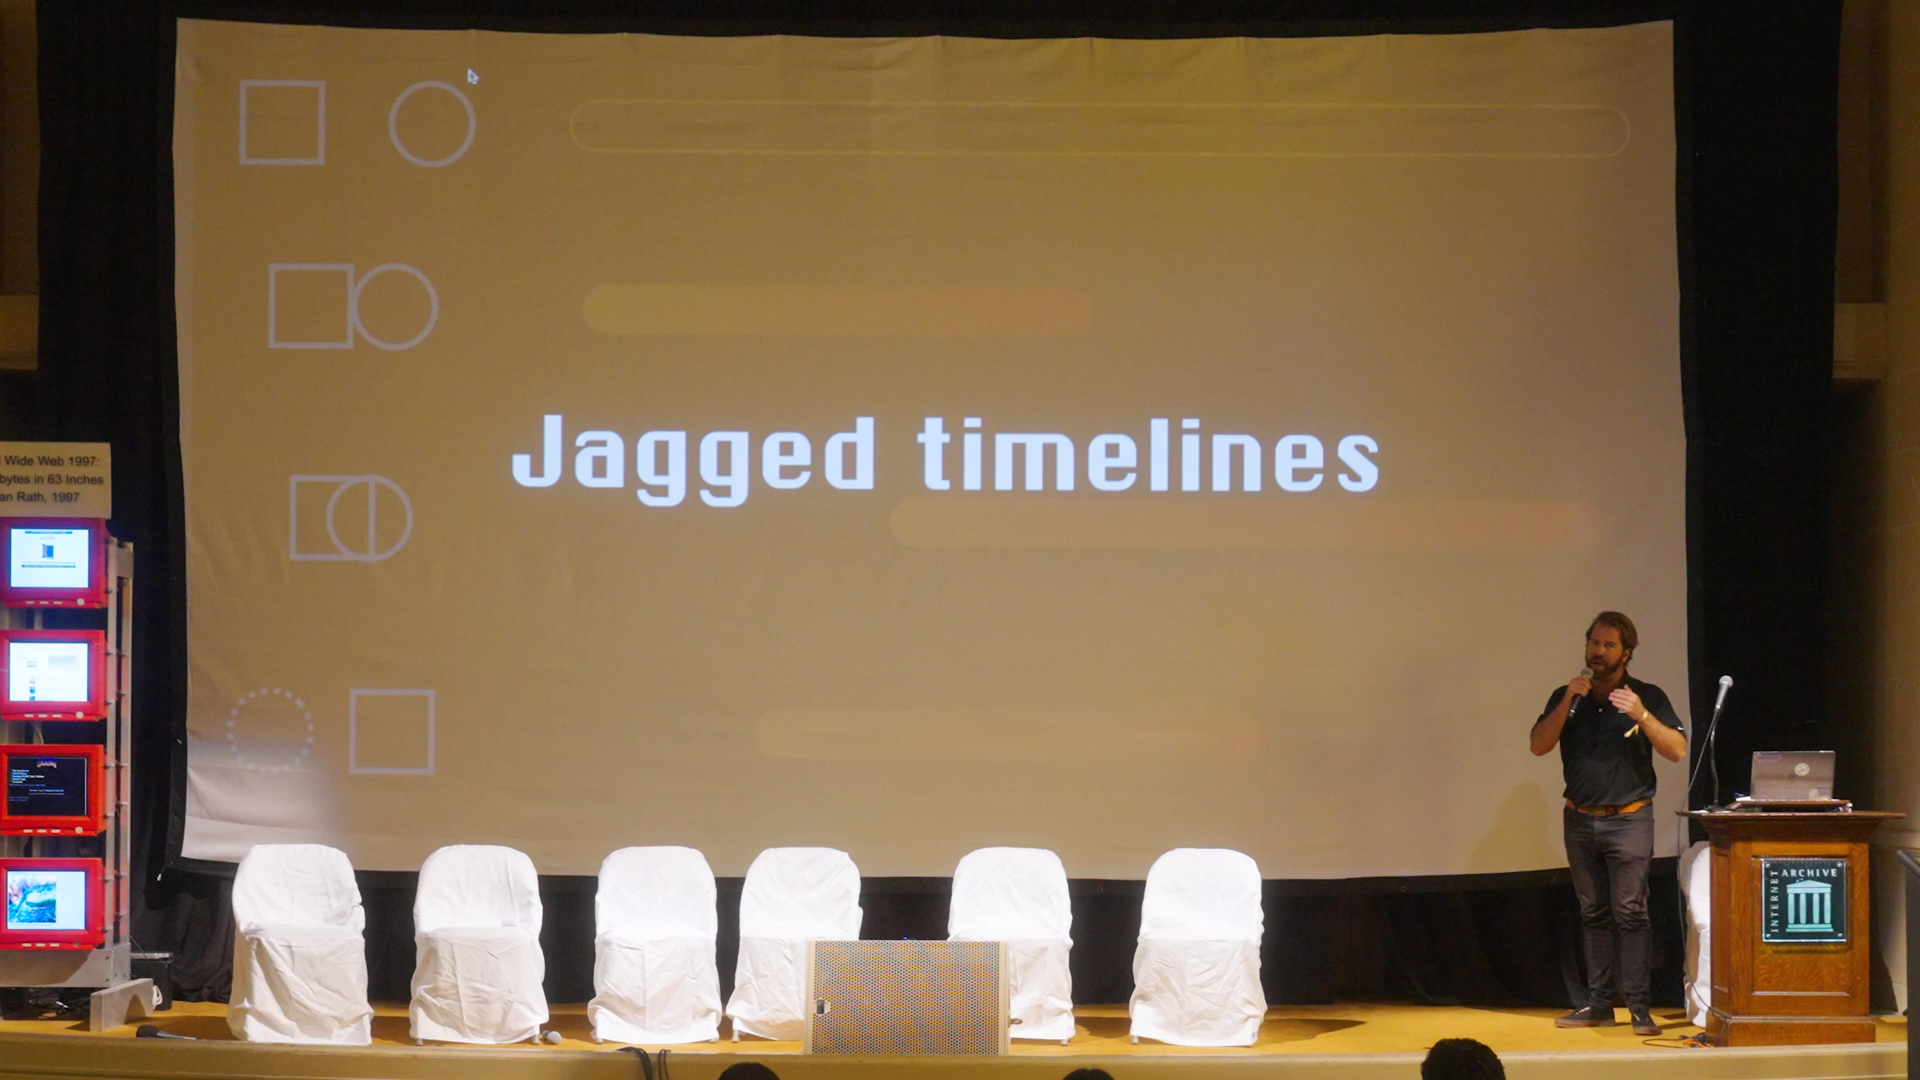 Jagged timelines
Wide Web 1997:
bytes in 63 Inches
an Rath, 1997
INTERNET
ARCHIVE